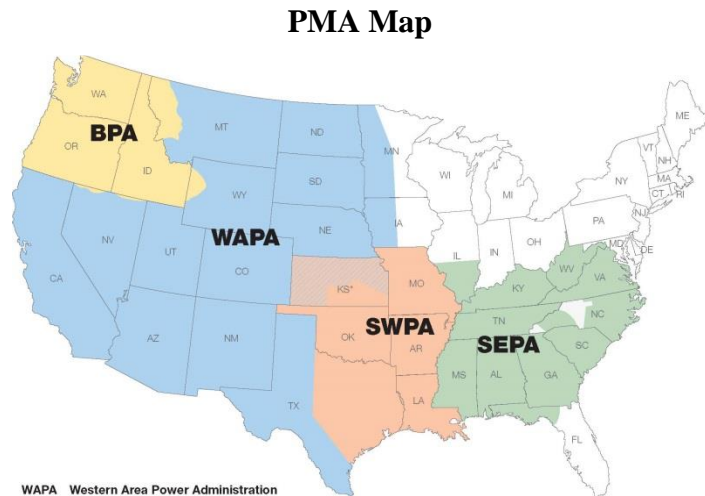 PMA Map
WA
MT
ND
MN
ME
VT
NH
BPA
OR
ID
WI
MI
NY
MA
CT
RI
SD
WY
IA
PA
NJ
WAPA
NE
NV
UT
CO
IL
IN
OH
MD
DE
WV
VA
CA
KS*
MO
KY
SWPA
OK
AR
TN
NC
SEPA
AZ
NM
SC
MS
AL
GA
TX
LA
FL
WAPA Western Area Power Administration